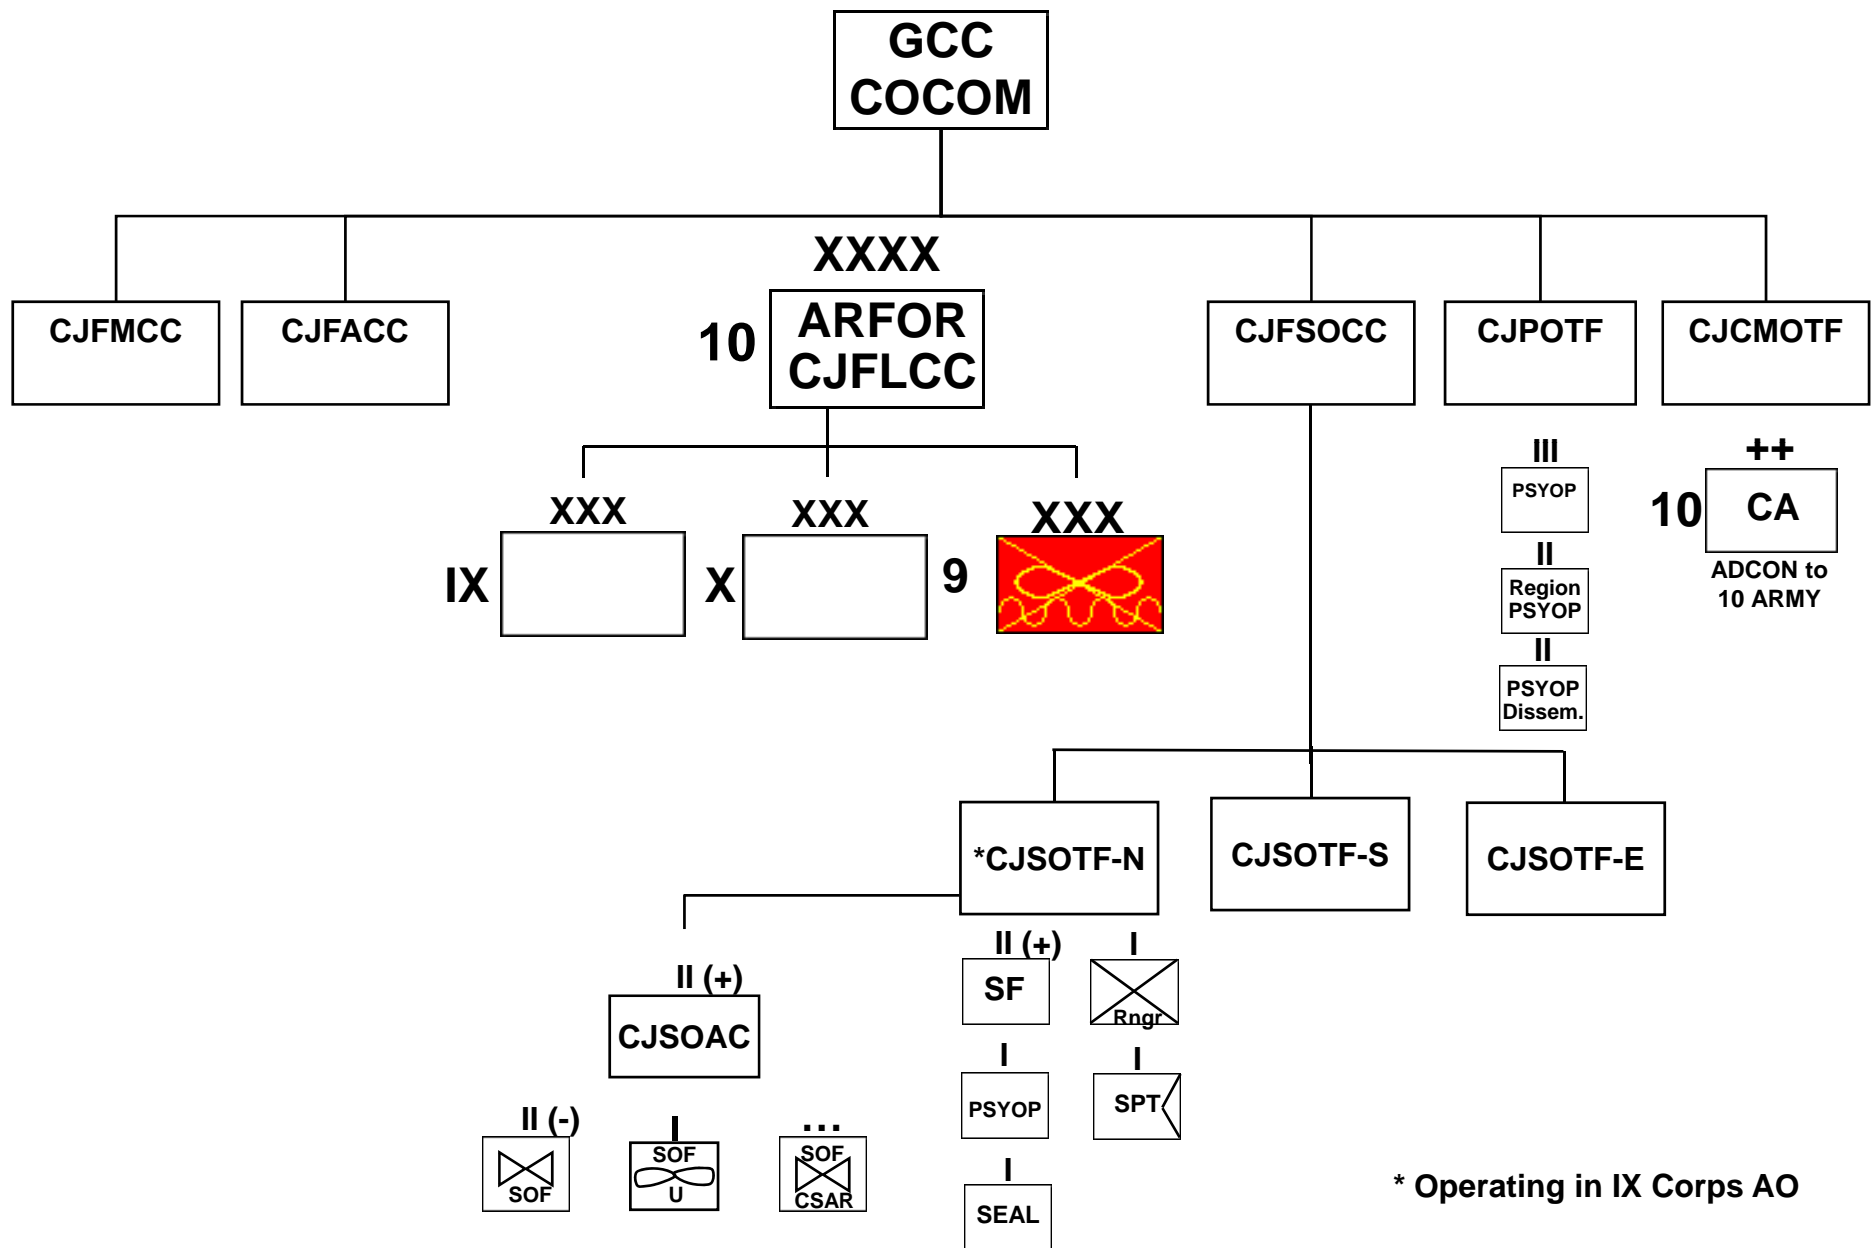 GCC
COCOM
XXXX
CJFMCC
CJFACC
10
ARFOR
CJFLCC
CJFSOCC
CJPOTF
CJCMOTF
XXX
IX
XXX
X
XXX
9
III
PSYOP
II
Region
PSYOP
II
PSYOP
Dissem.
++
10
CA
ADCON to
10 ARMY
*CJSOTF-N
CJSOTF-S
CJSOTF-E
II (+)
CJSOAC
II (-)
SOF
I
SOF
U
...
SOF
CSAR
II (+)
SF
I
Rngr
I
PSYOP
I
SPT
I
SEAL
* Operating in IX Corps AO